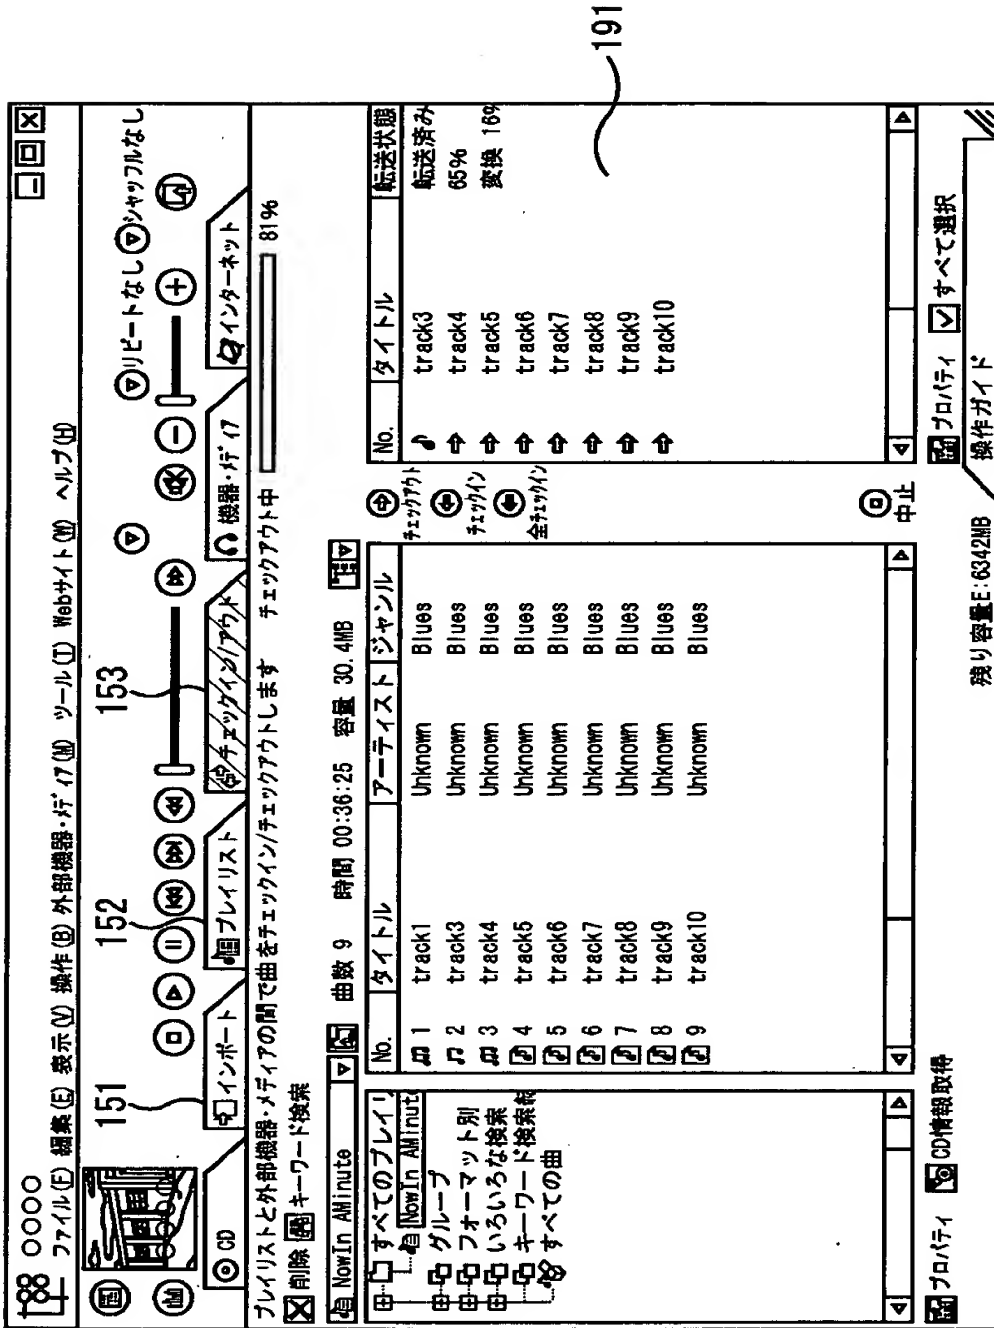 ○○○○
ファイル(F) 編集(E) 表示(V) 操作(B) 外部機器・ﾒﾃﾞｨｱ(M) ツール(T) Webサイト(W) ヘルプ(H)
151
152
153
リピートなし シャッフルなし
CD インポート プレイリスト チェックイン/アウト 機器・ﾒﾃﾞｨｱ インターネット
プレイリストと外部機器・メディアの間で曲をチェックイン/チェックアウトします チェックアウト中 81%
削除 キーワード検索
NowIn AMinute 曲数 9 時間 00:36:25 容量 30.4MB
すべてのプレイ
NowIn AMinut
グループ
フォーマット別
いろいろな検索
キーワード検索
すべての曲
No. タイトル アーティスト ジャンル
1 track1 Unknown Blues
2 track3 Unknown Blues
3 track4 Unknown Blues
4 track5 Unknown Blues
5 track6 Unknown Blues
6 track7 Unknown Blues
7 track8 Unknown Blues
8 track9 Unknown Blues
9 track10 Unknown Blues
チェックアウト
チェックイン
全チェックイン
中止
No. タイトル 転送状態
track3 転送済み
track4 65%
track5 変換 16%
track6
track7
track8
track9
track10
191
プロパティ CD情報取得
プロパティ すべて選択
残り容量E:6342MB 操作ガイド